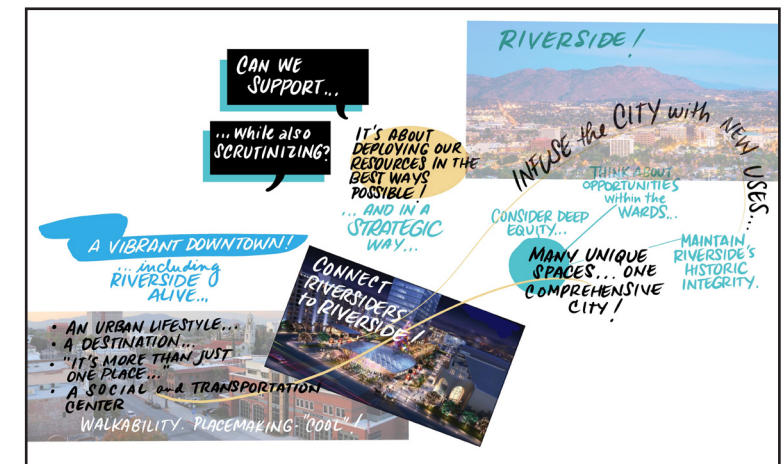 RIVERSIDE!
CAN WE
SUPPORT...
...while also
SCRUTINIZING?
IT'S ABOUT
DEPLOYING OUR
RESOURCES IN THE
BEST WAYS
POSSIBLE!
...AND IN A
STRATEGIC
WAY...
INFUSE the CITY with NEW USES...
THINK ABOUT
OPPORTUNITIES
within the
WARDS...
CONSIDER DEEP
EQUITY...
MANY UNIQUE
SPACES... ONE
COMPREHENSIVE
CITY!
MAINTAIN
RIVERSIDE'S
HISTORIC
INTEGRITY.
A VIBRANT DOWNTOWN!
...including
RIVERSIDE
ALIVE...
CONNECT
RIVERSIDERS
to RIVERSIDE!!
• AN URBAN LIFESTYLE...
• A DESTINATION...
• "IT'S MORE THAN JUST
ONE PLACE..."
• A SOCIAL and TRANSPORTATION
CENTER
WALKABILITY. PLACEMAKING. "COOL"!